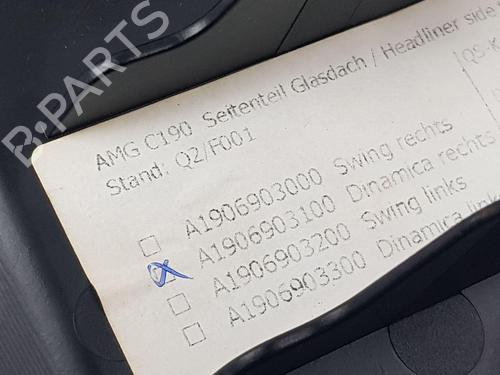 B-PARTS
AMG C190 Seitenteil Glasdach / Headliner side
Stand: Q2/F001
A1906903000 Swing rechts
A1906903100 Dinamica rechts
A1906903200 Swing links
A1906903300 Dinamica